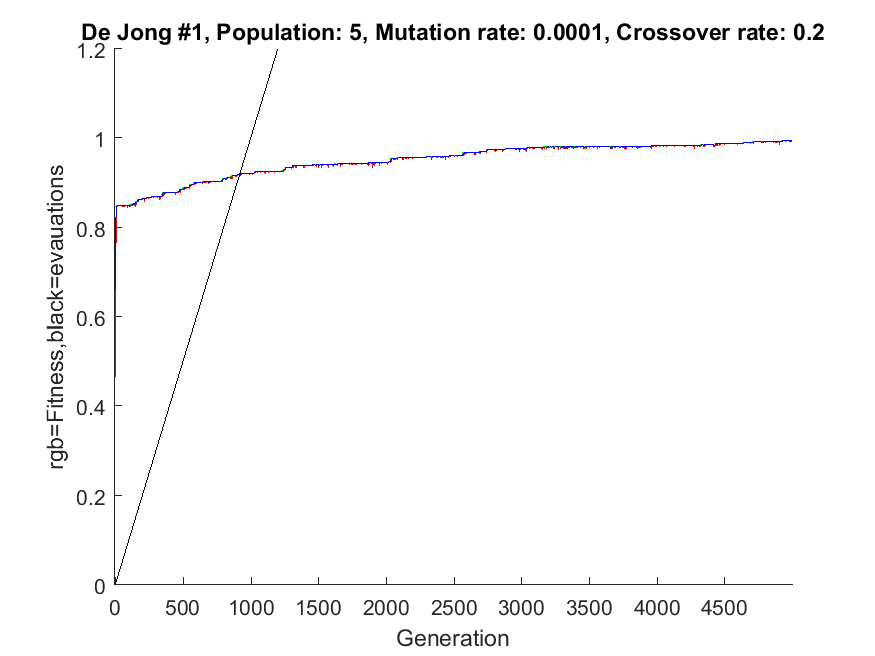 De Jong #1, Population: 5, Mutation rate: 0.0001, Crossover rate: 0.2
rgb=Fitness,black=evauations
1.2
1
0.8
0.6
0.4
0.2
0
0 500 1000 1500 2000 2500 3000 3500 4000 4500
Generation